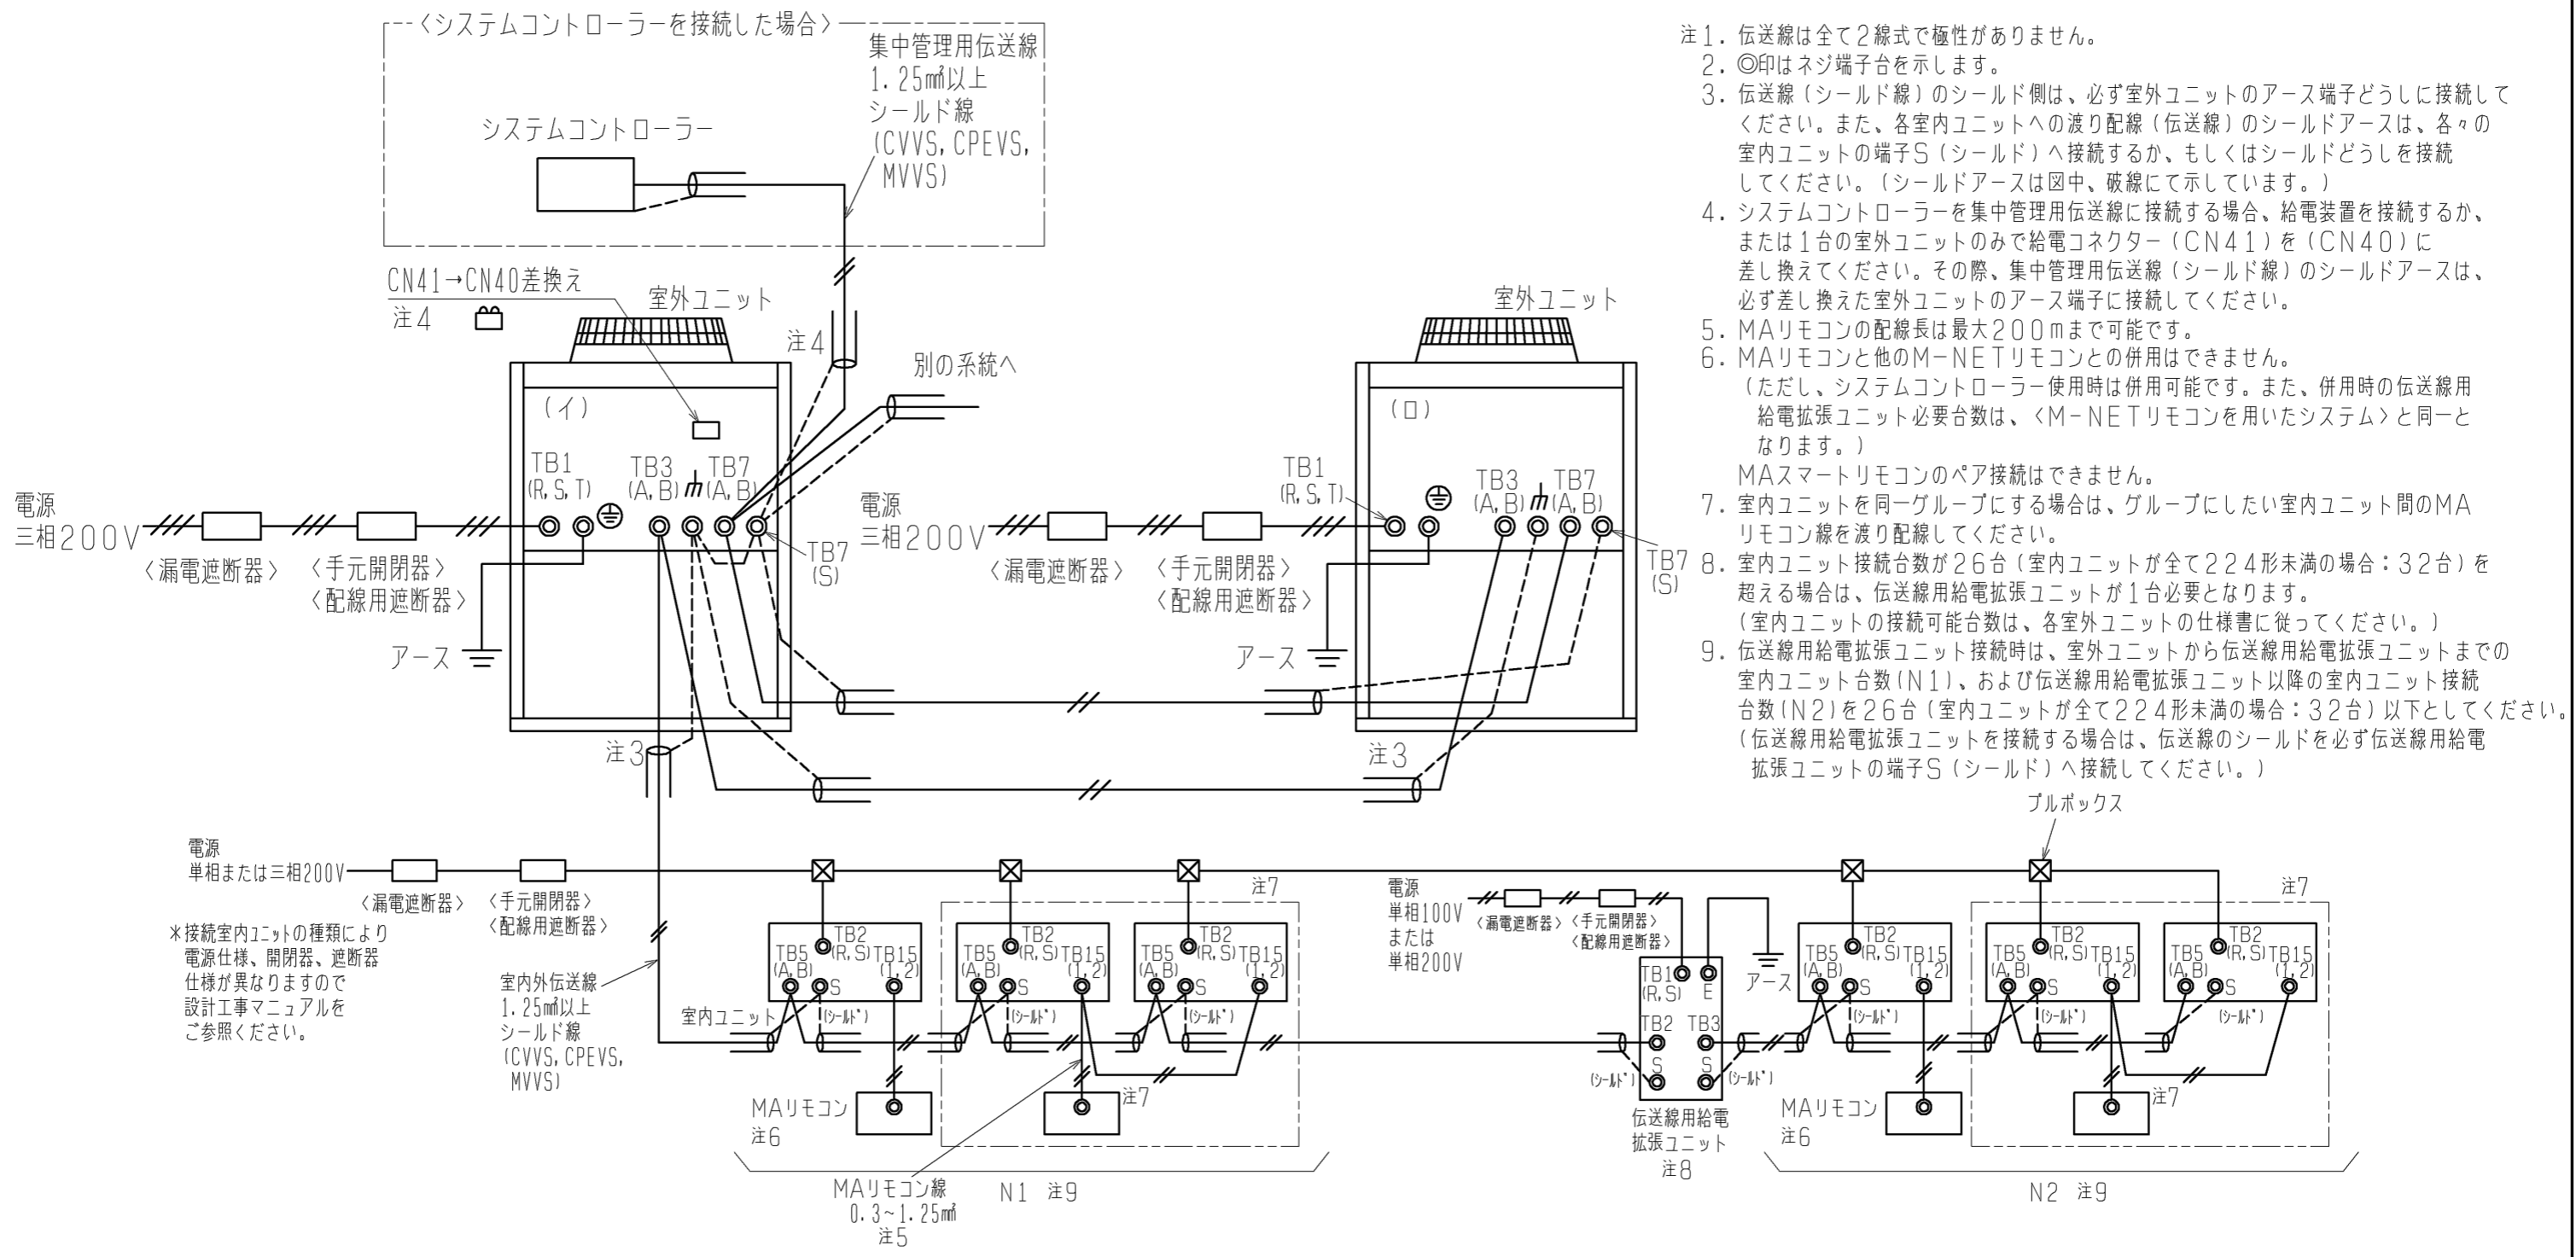 〈システムコントローラーを接続した場合〉
集中管理用伝送線
1.25㎟以上
シールド線
(CVVS,CPEVS,
MVVS)
システムコントローラー
CN41→CN40差換え
注4
室外ユニット
注4
別の系統へ
(イ)
TB1
(R,S,T)
TB3
(A,B)
TB7
(A,B)
TB7
(S)
電源
三相200V
〈漏電遮断器〉
〈手元開閉器〉
〈配線用遮断器〉
アース
注3
室外ユニット
(ロ)
TB1
(R,S,T)
TB3
(A,B)
TB7
(A,B)
TB7
(S)
電源
三相200V
〈漏電遮断器〉
〈手元開閉器〉
〈配線用遮断器〉
アース
注3
注1.伝送線は全て2線式で極性がありません。
2.◎印はネジ端子台を示します。
3.伝送線(シールド線)のシールド側は、必ず室外ユニットのアース端子どうしに接続して
ください。また、各室内ユニットへの渡り配線(伝送線)のシールドアースは、各々の
室内ユニットの端子S(シールド)へ接続するか、もしくはシールドどうしを接続
してください。(シールドアースは図中、破線にて示しています。)
4.システムコントローラーを集中管理用伝送線に接続する場合、給電装置を接続するか、
または1台の室外ユニットのみで給電コネクター(CN41)を(CN40)に
差し換えてください。その際、集中管理用伝送線(シールド線)のシールドアースは、
必ず差し換えた室外ユニットのアース端子に接続してください。
5.MAリモコンの配線長は最大200mまで可能です。
6.MAリモコンと他のM-NETリモコンとの併用はできません。
(ただし、システムコントローラー使用時は併用可能です。また、併用時の伝送線用
給電拡張ユニット必要台数は、〈M-NETリモコンを用いたシステム〉と同一と
なります。)
MAスマートリモコンのペア接続はできません。
7.室内ユニットを同一グループにする場合は、グループにしたい室内ユニット間のMA
リモコン線を渡り配線してください。
8.室内ユニット接続台数が26台(室内ユニットが全て224形未満の場合:32台)を
超える場合は、伝送線用給電拡張ユニットが1台必要となります。
(室内ユニットの接続可能台数は、各室外ユニットの仕様書に従ってください。)
9.伝送線用給電拡張ユニット接続時は、室外ユニットから伝送線用給電拡張ユニットまでの
室内ユニット台数(N1)、および伝送線用給電拡張ユニット以降の室内ユニット接続
台数(N2)を26台(室内ユニットが全て224形未満の場合:32台)以下としてください。
(伝送線用給電拡張ユニットを接続する場合は、伝送線のシールドを必ず伝送線用給電
拡張ユニットの端子S(シールド)へ接続してください。)
プルボックス
電源
単相または三相200V
〈漏電遮断器〉
〈手元開閉器〉
〈配線用遮断器〉
*接続室内ユニットの種類により
電源仕様、開閉器、遮断器
仕様が異なりますので
設計工事マニュアルを
ご参照ください。
室内外伝送線
1.25㎟以上
シールド線
(CVVS,CPEVS,
MVVS)
室内ユニット
TB5
(A,B)
TB2
(R,S)
TB15
(1,2)
S
(シールド)
TB5
(A,B)
TB2
(R,S)
TB15
(1,2)
S
(シールド)
TB5
(A,B)
TB2
(R,S)
TB15
(1,2)
S
(シールド)
注7
MAリモコン
注6
注7
MAリモコン線
0.3~1.25㎟
注5
N1 注9
電源
単相100V
または
単相200V
〈漏電遮断器〉
〈手元開閉器〉
〈配線用遮断器〉
アース
TB1
(R,S)
E
TB2
TB3
S
S
(シールド)
(シールド)
伝送線用給電
拡張ユニット
注8
TB5
(A,B)
TB2
(R,S)
TB15
(1,2)
S
(シールド)
TB5
(A,B)
TB2
(R,S)
TB15
(1,2)
S
(シールド)
TB5
(A,B)
TB2
(R,S)
TB15
(1,2)
S
(シールド)
注7
MAリモコン
注6
注7
N2 注9